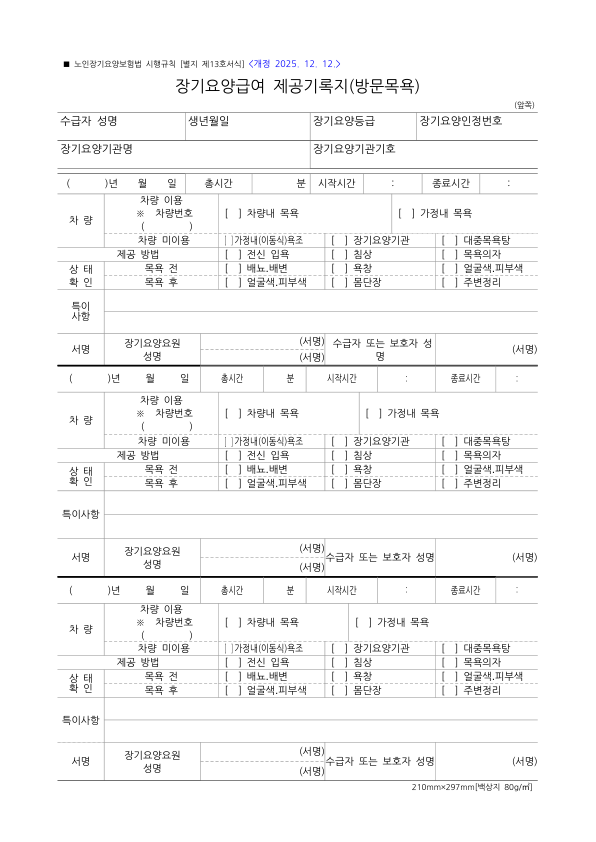 ■ 노인장기요양보험법 시행규칙 [별지 제13호서식] <개정 2025. 12. 12.>
장기요양급여 제공기록지(방문목욕)
(앞쪽)
수급자 성명 생년월일 장기요양등급 장기요양인정번호
장기요양기관명 장기요양기관기호
( )년 월 일 총시간 분 시작시간 : 종료시간 :
차 량 차량 이용
※ 차량번호
( ) [ ] 차량내 목욕 [ ] 가정내 목욕
차량 미이용 [ ]가정내(이동식)욕조 [ ] 장기요양기관 [ ] 대중목욕탕
제공 방법 [ ] 전신 입욕 [ ] 침상 [ ] 목욕의자
상 태
확 인 목욕 전 [ ] 배뇨.배변 [ ] 욕창 [ ] 얼굴색.피부색
목욕 후 [ ] 얼굴색.피부색 [ ] 몸단장 [ ] 주변정리
특이
사항
서명 장기요양요원
성명 (서명)
(서명) 수급자 또는 보호자 성
명 (서명)
( )년 월 일 총시간 분 시작시간 : 종료시간 :
차 량 차량 이용
※ 차량번호
( ) [ ] 차량내 목욕 [ ] 가정내 목욕
차량 미이용 [ ]가정내(이동식)욕조 [ ] 장기요양기관 [ ] 대중목욕탕
제공 방법 [ ] 전신 입욕 [ ] 침상 [ ] 목욕의자
상 태
확 인 목욕 전 [ ] 배뇨.배변 [ ] 욕창 [ ] 얼굴색.피부색
목욕 후 [ ] 얼굴색.피부색 [ ] 몸단장 [ ] 주변정리
특이사항
서명 장기요양요원
성명 (서명)
(서명) 수급자 또는 보호자 성명 (서명)
( )년 월 일 총시간 분 시작시간 : 종료시간 :
차 량 차량 이용
※ 차량번호
( ) [ ] 차량내 목욕 [ ] 가정내 목욕
차량 미이용 [ ]가정내(이동식)욕조 [ ] 장기요양기관 [ ] 대중목욕탕
제공 방법 [ ] 전신 입욕 [ ] 침상 [ ] 목욕의자
상 태
확 인 목욕 전 [ ] 배뇨.배변 [ ] 욕창 [ ] 얼굴색.피부색
목욕 후 [ ] 얼굴색.피부색 [ ] 몸단장 [ ] 주변정리
특이사항
서명 장기요양요원
성명 (서명)
(서명) 수급자 또는 보호자 성명 (서명)
210mm×297mm[백상지 80g/㎡]